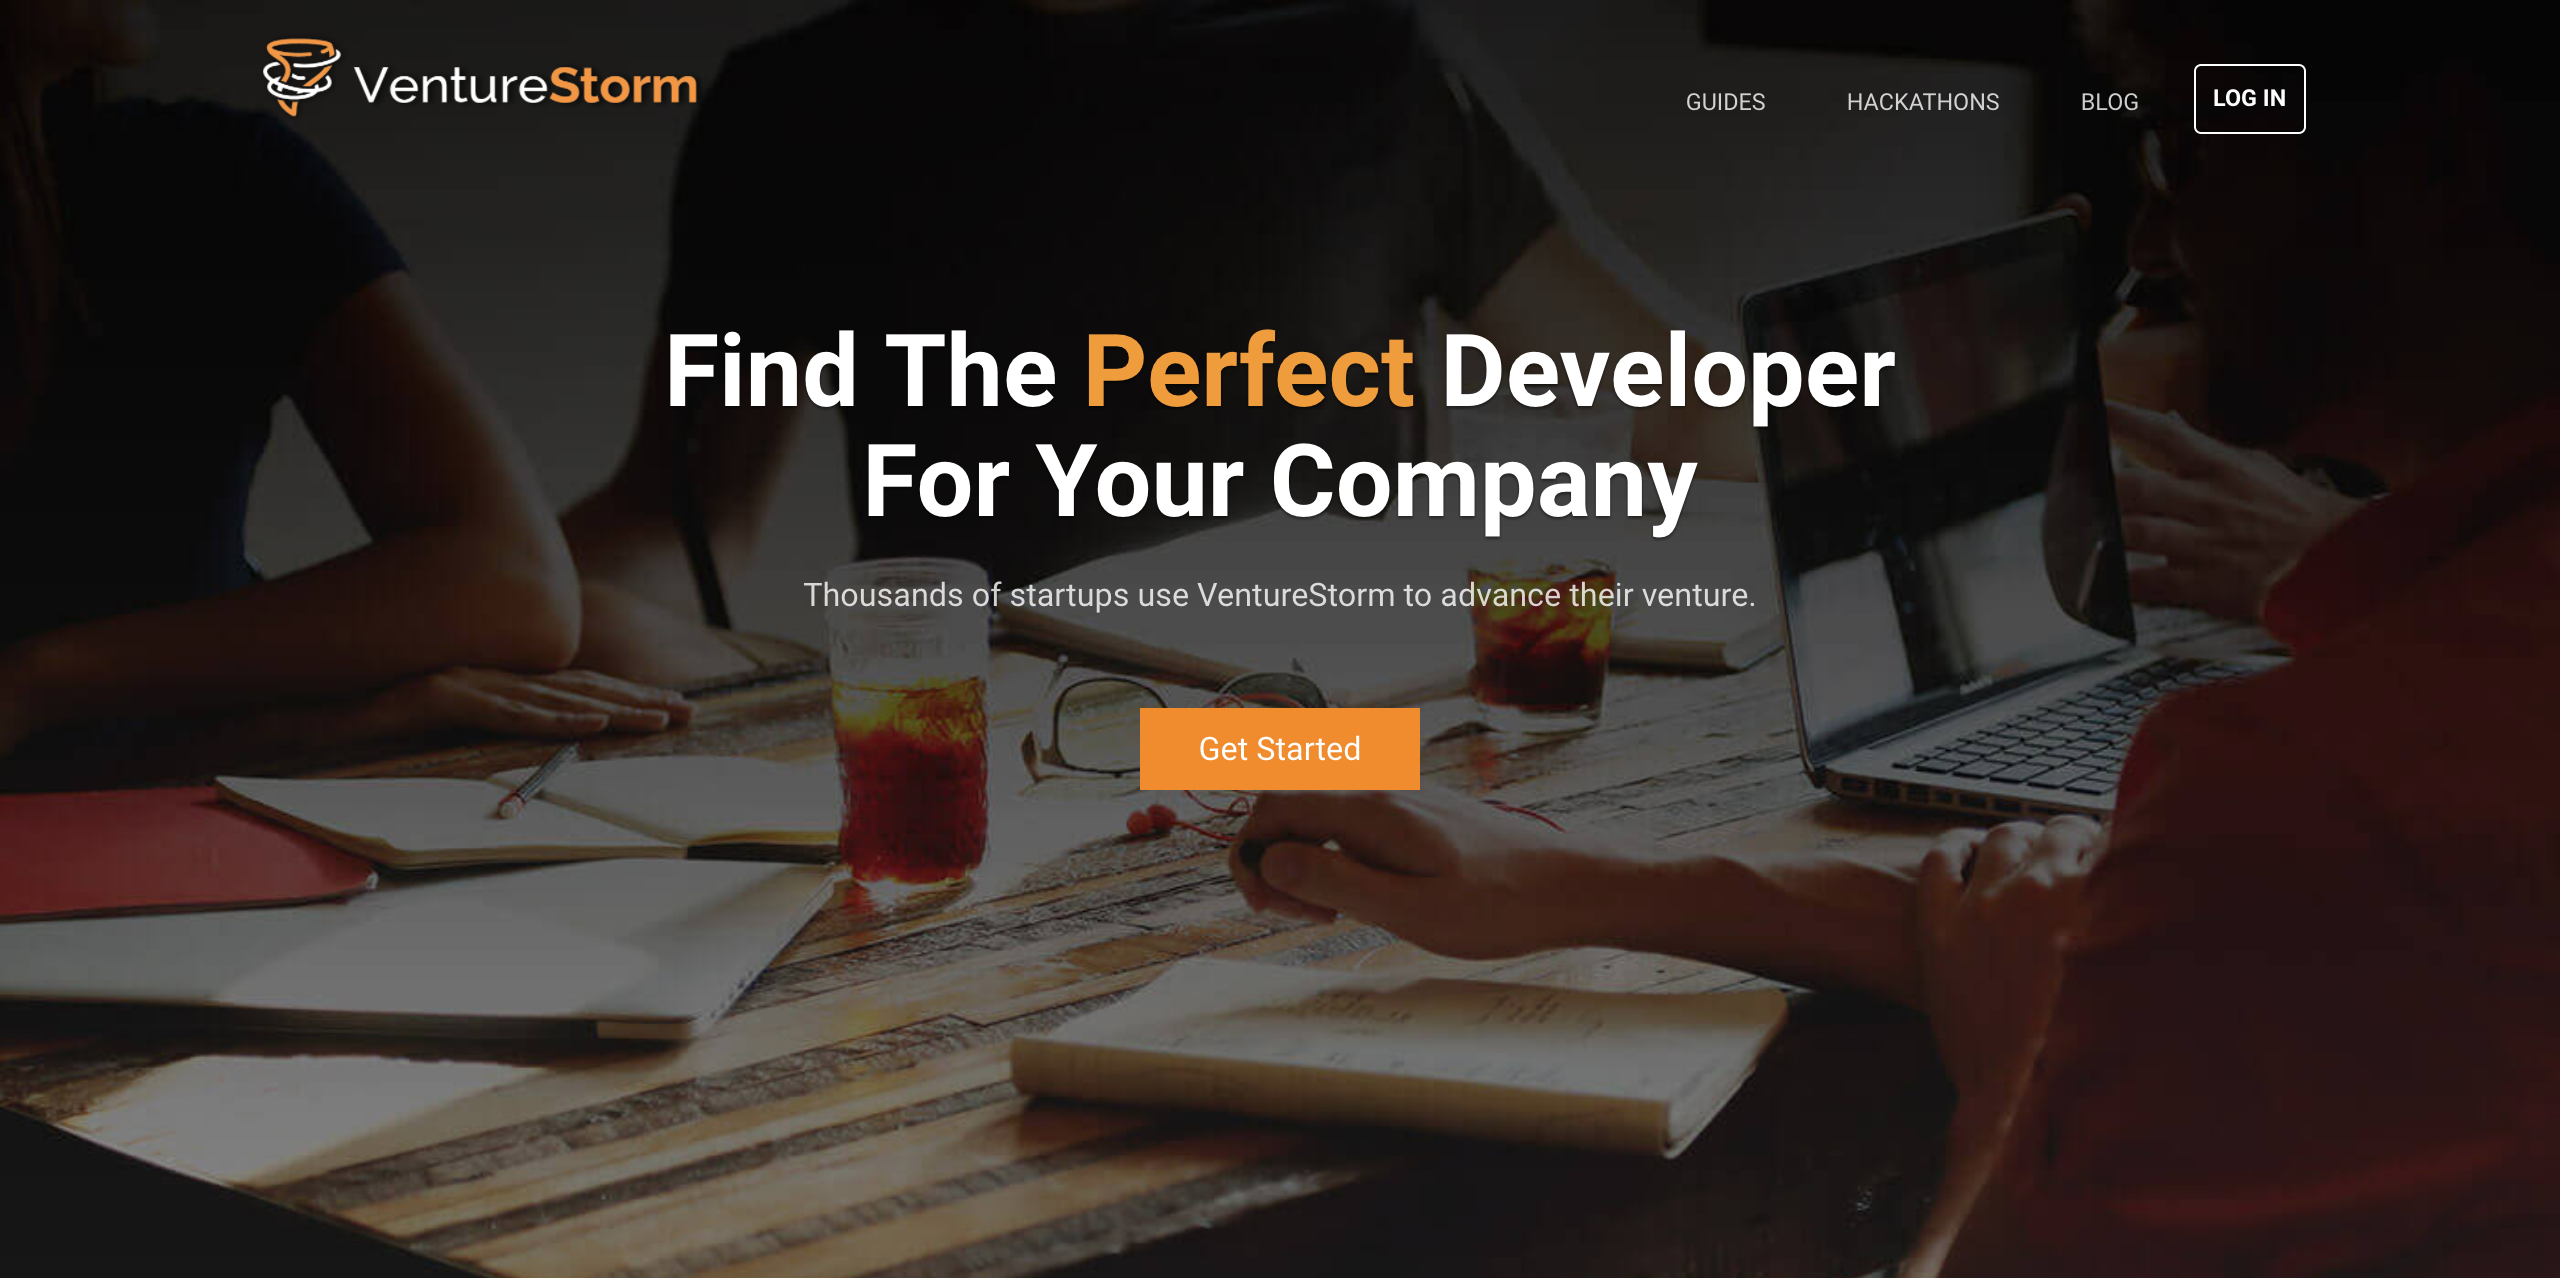 VentureStorm
GUIDES
HACKATHONS
BLOG
LOG IN
Find The Perfect Developer
For Your Company
Thousands of startups use VentureStorm to advance their venture.
Get Started